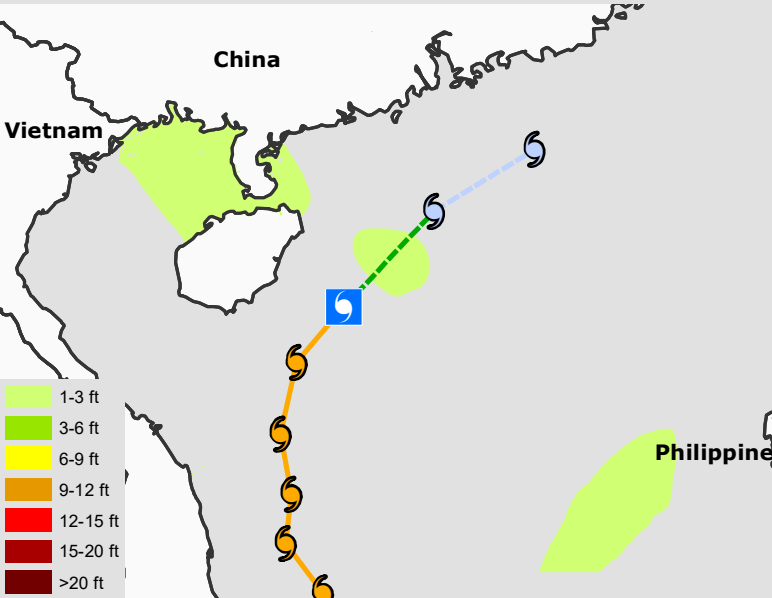 China
Vietnam
Philippine
1-3 ft
3-6 ft
6-9 ft
9-12 ft
12-15 ft
15-20 ft
>20 ft